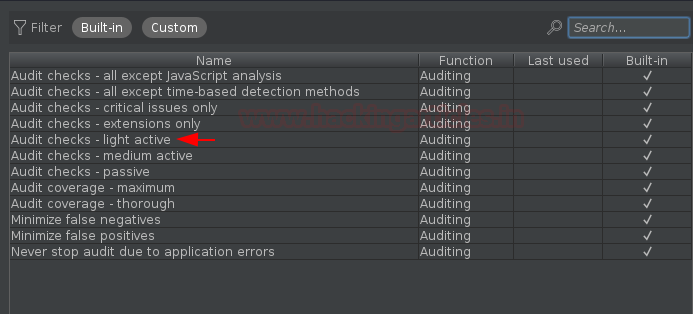 Filter Built-in Custom Search...
Name Function Last used Built-in
Audit checks - all except JavaScript analysis Auditing ✓
Audit checks - all except time-based detection methods Auditing ✓
Audit checks - critical issues only Auditing ✓
Audit checks - extensions only Auditing ✓
Audit checks - light active Auditing ✓
Audit checks - medium active Auditing ✓
Audit checks - passive Auditing ✓
Audit coverage - maximum Auditing ✓
Audit coverage - thorough Auditing ✓
Minimize false negatives Auditing ✓
Minimize false positives Auditing ✓
Never stop audit due to application errors Auditing ✓